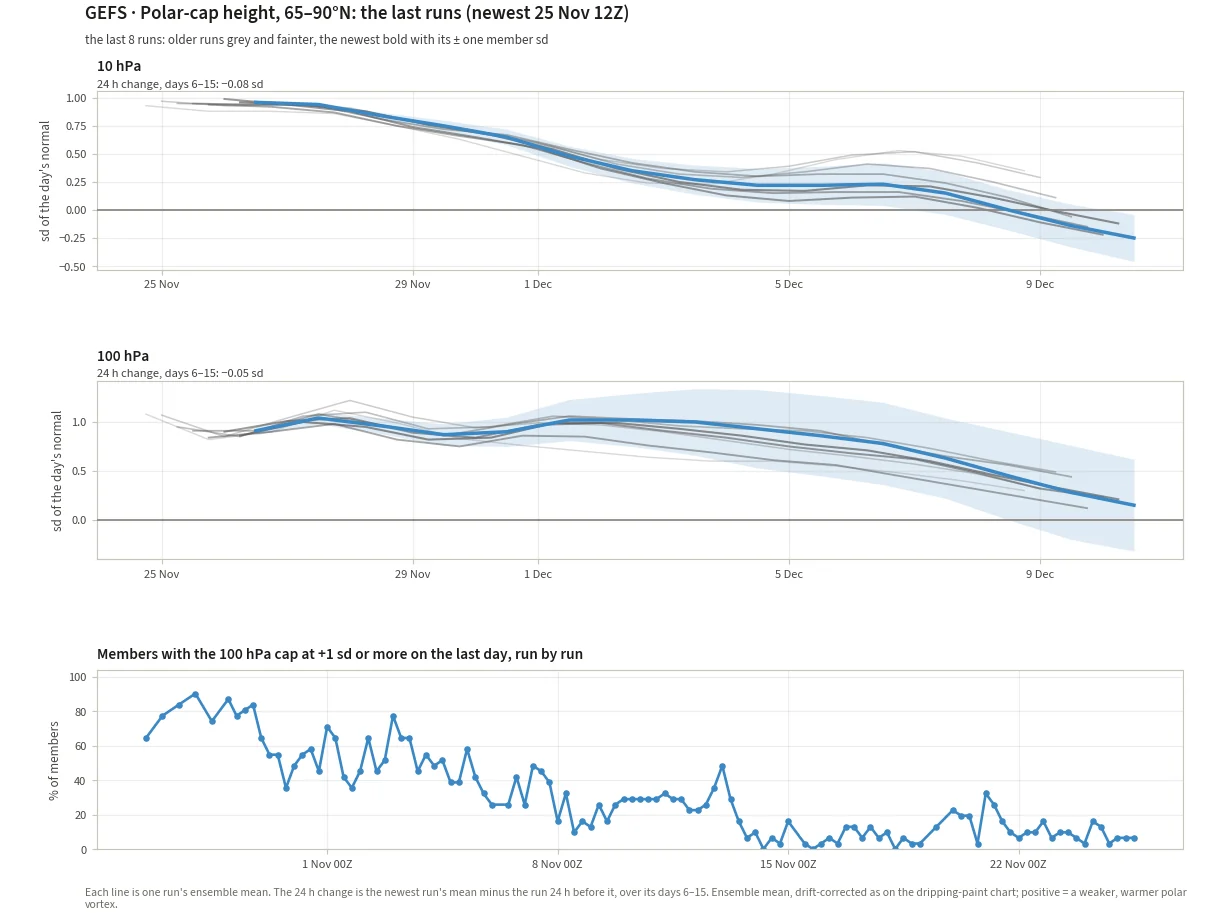 GEFS · Polar-cap height, 65–90°N: the last runs (newest 25 Nov 12Z)
the last 8 runs: older runs grey and fainter, the newest bold with its ± one member sd
10 hPa
24 h change, days 6–15: −0.08 sd
sd of the day's normal
1.00
0.75
0.50
0.25
0.00
−0.25
−0.50
25 Nov
29 Nov
1 Dec
5 Dec
9 Dec
100 hPa
24 h change, days 6–15: −0.05 sd
sd of the day's normal
1.0
0.5
0.0
25 Nov
29 Nov
1 Dec
5 Dec
9 Dec
Members with the 100 hPa cap at +1 sd or more on the last day, run by run
% of members
100
80
60
40
20
0
1 Nov 00Z
8 Nov 00Z
15 Nov 00Z
22 Nov 00Z
Each line is one run's ensemble mean. The 24 h change is the newest run's mean minus the run 24 h before it, over its days 6–15. Ensemble mean, drift-corrected as on the dripping-paint chart; positive = a weaker, warmer polar
vortex.